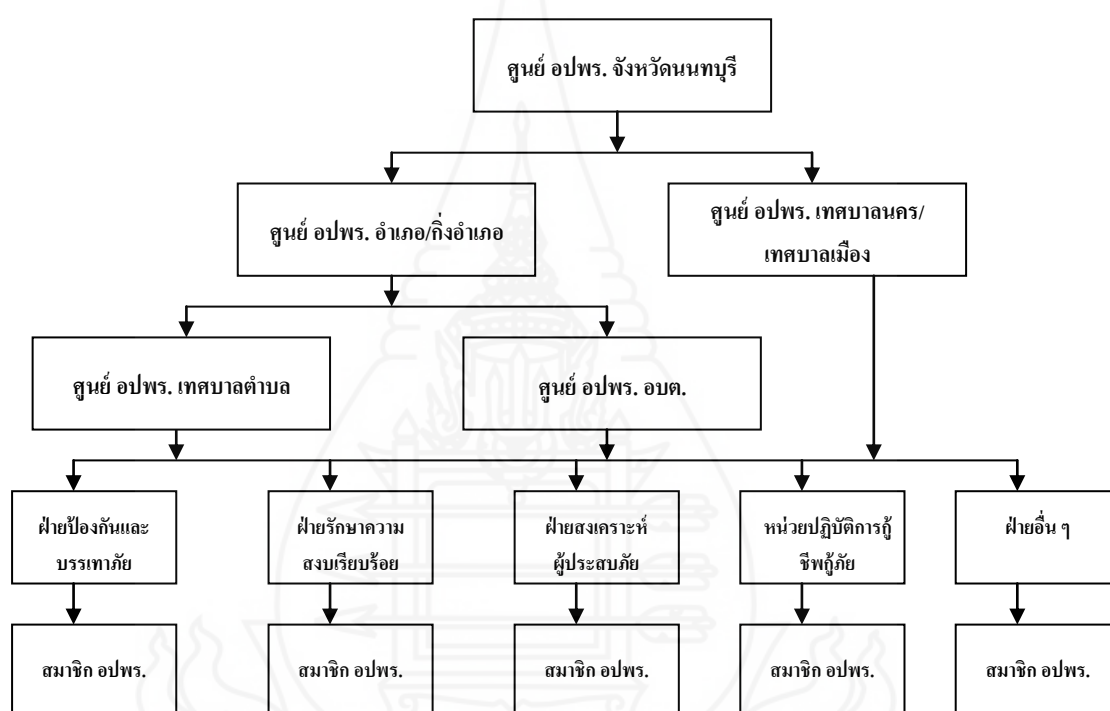 ศูนย์ อปพร. จังหวัดนนทบุรี
ศูนย์ อปพร. อำเภอ/กิ่งอำเภอ
ศูนย์ อปพร. เทศบาลนคร/
เทศบาลเมือง
ศูนย์ อปพร. เทศบาลตำบล
ศูนย์ อปพร. อบต.
ฝ่ายป้องกันและ
บรรเทาภัย
ฝ่ายรักษาความ
สงบเรียบร้อย
ฝ่ายสงเคราะห์
ผู้ประสบภัย
หน่วยปฏิบัติการกู้
ชีพกู้ภัย
ฝ่ายอื่น ๆ
สมาชิก อปพร.
สมาชิก อปพร.
สมาชิก อปพร.
สมาชิก อปพร.
สมาชิก อปพร.